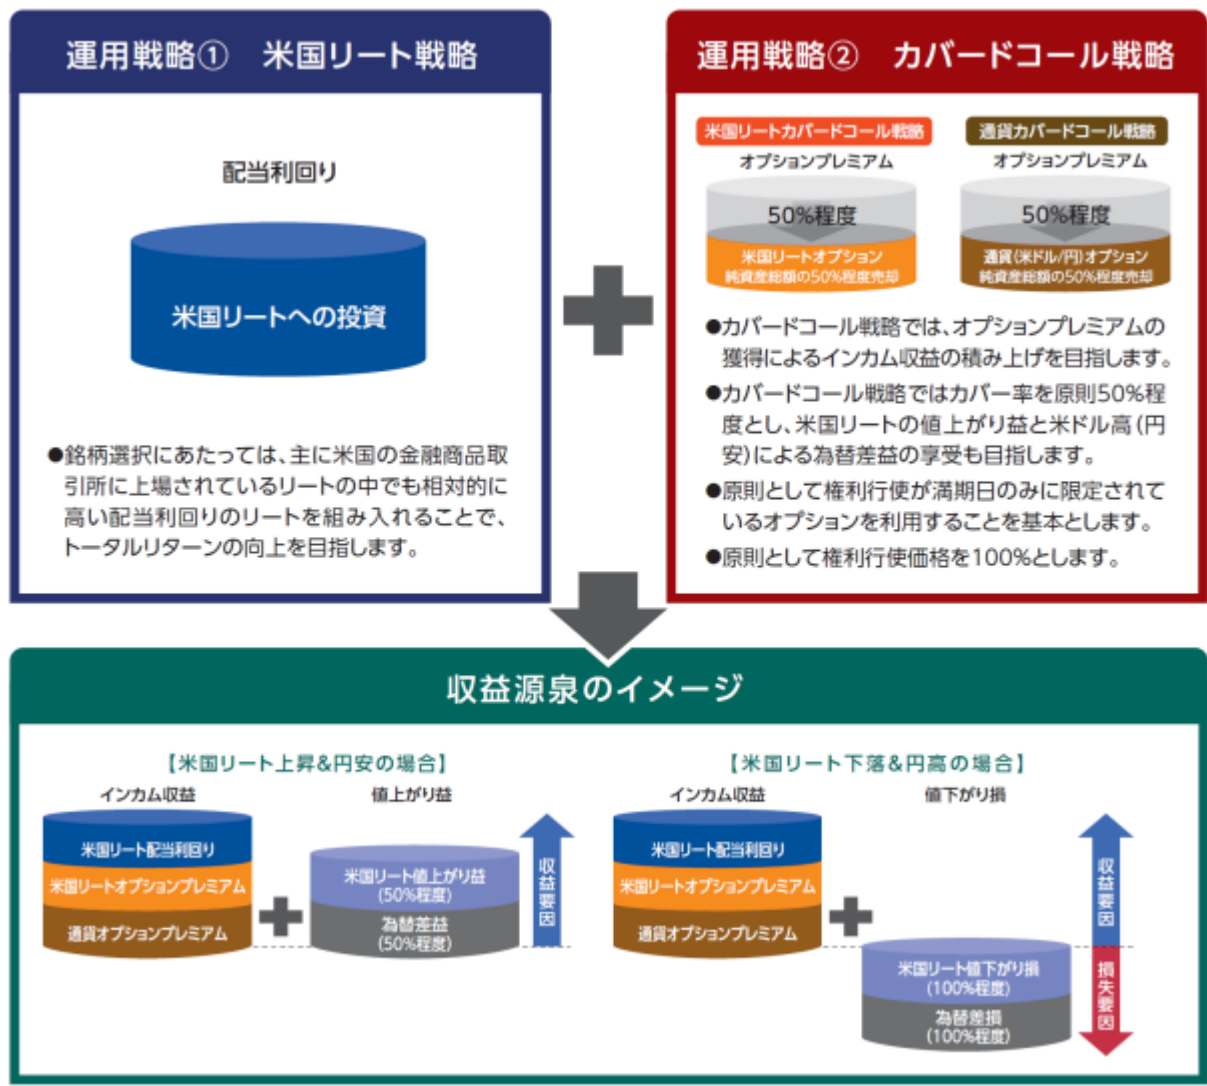 運用戦略① 米国リート戦略
配当利回り
米国リートへの投資
●銘柄選択にあたっては、主に米国の金融商品取
引所に上場されているリートの中でも相対的に
高い配当利回りのリートを組み入れることで、
トータルリターンの向上を目指します。
運用戦略② カバードコール戦略
米国リートカバードコール戦略
オプションプレミアム
50%程度
米国リートオプション
純資産総額の50%程度売却
通貨カバードコール戦略
オプションプレミアム
50%程度
通貨(米ドル/円)オプション
純資産総額の50%程度売却
●カバードコール戦略では、オプションプレミアムの
獲得によるインカム収益の積み上げを目指します。
●カバードコール戦略ではカバー率を原則50%程
度とし、米国リートの値上がり益と米ドル高(円
安)による為替差益の享受も目指します。
●原則として権利行使が満期日のみに限定されて
いるオプションを利用することを基本とします。
●原則として権利行使価格を100%とします。
収益源泉のイメージ
【米国リート上昇&円安の場合】
インカム収益
米国リート配当利回り
米国リートオプションプレミアム
通貨オプションプレミアム
値上がり益
米国リート値上がり益
(50%程度)
為替差益
(50%程度)
収益要因
【米国リート下落&円高の場合】
インカム収益
米国リート配当利回り
米国リートオプションプレミアム
通貨オプションプレミアム
値下がり損
米国リート値下がり損
(100%程度)
為替差損
(100%程度)
収益要因
損失要因